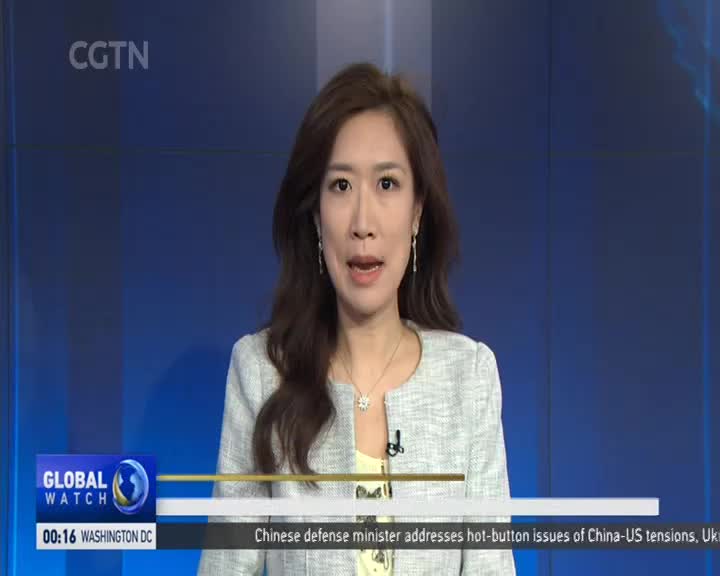 CGTN
GLOBAL
WATCH
00:16 WASHINGTON DC
Chinese defense minister addresses hot-button issues of China-US tensions,